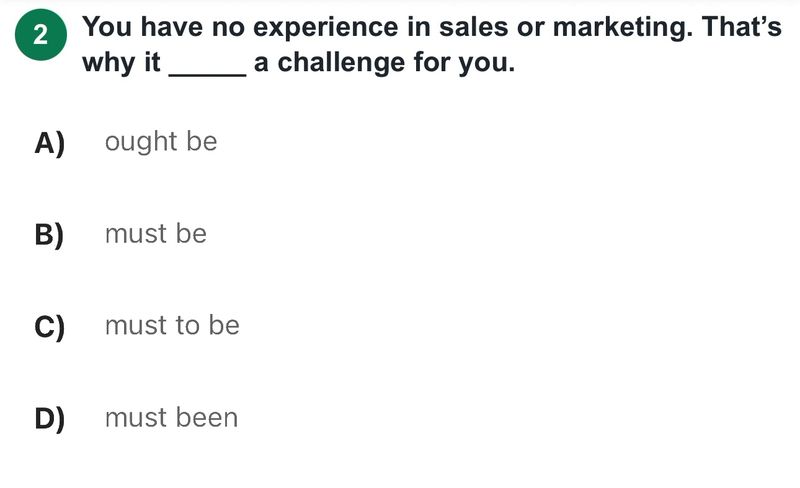 2 You have no experience in sales or marketing. That’s
why it _____ a challenge for you.
A) ought be
B) must be
C) must to be
D) must been